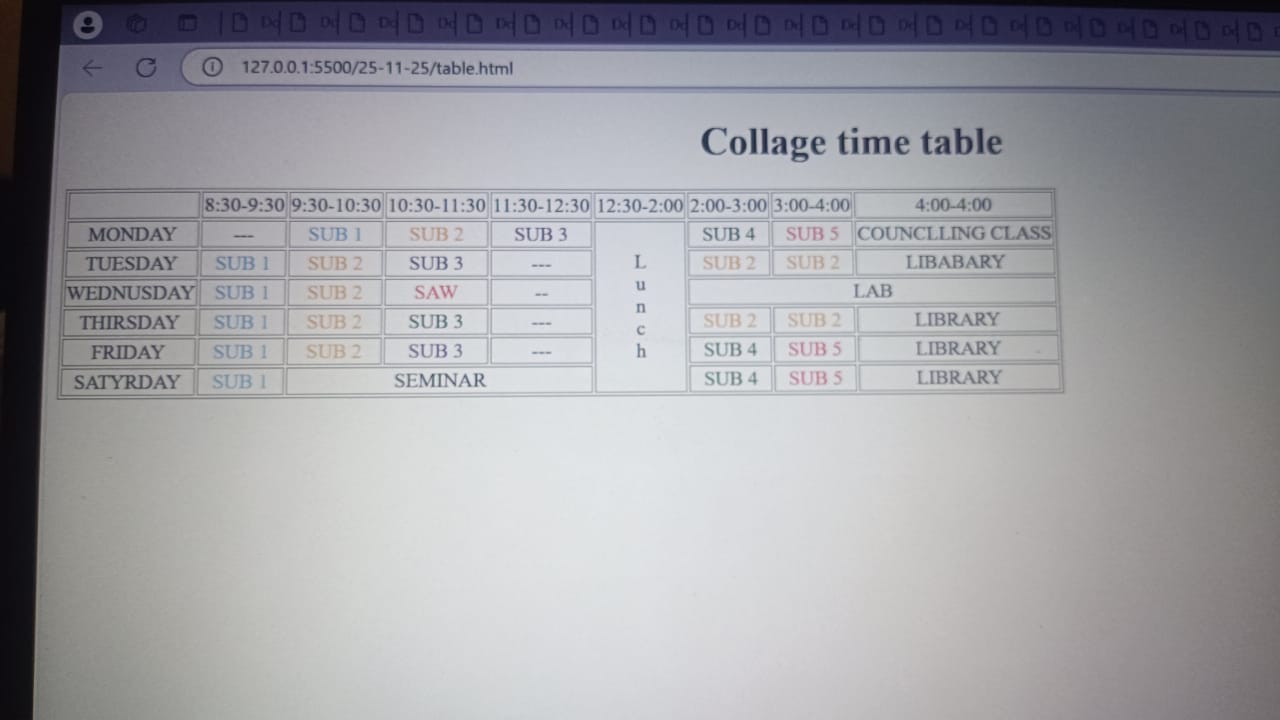 127.0.0.1:5500/25-11-25/table.html
Collage time table
8:30-9:30 9:30-10:30 10:30-11:30 11:30-12:30 12:30-2:00 2:00-3:00 3:00-4:00 4:00-4:00
MONDAY --- SUB 1 SUB 2 SUB 3 SUB 4 SUB 5 COUNCLLING CLASS
TUESDAY SUB 1 SUB 2 SUB 3 --- SUB 2 SUB 2 LIBABARY
WEDNUSDAY SUB 1 SUB 2 SAW -- LAB
THIRSDAY SUB 1 SUB 2 SUB 3 --- SUB 2 SUB 2 LIBRARY
FRIDAY SUB 1 SUB 2 SUB 3 --- SUB 4 SUB 5 LIBRARY
SATYRDAY SUB 1 SEMINAR SUB 4 SUB 5 LIBRARY
L
u
n
c
h